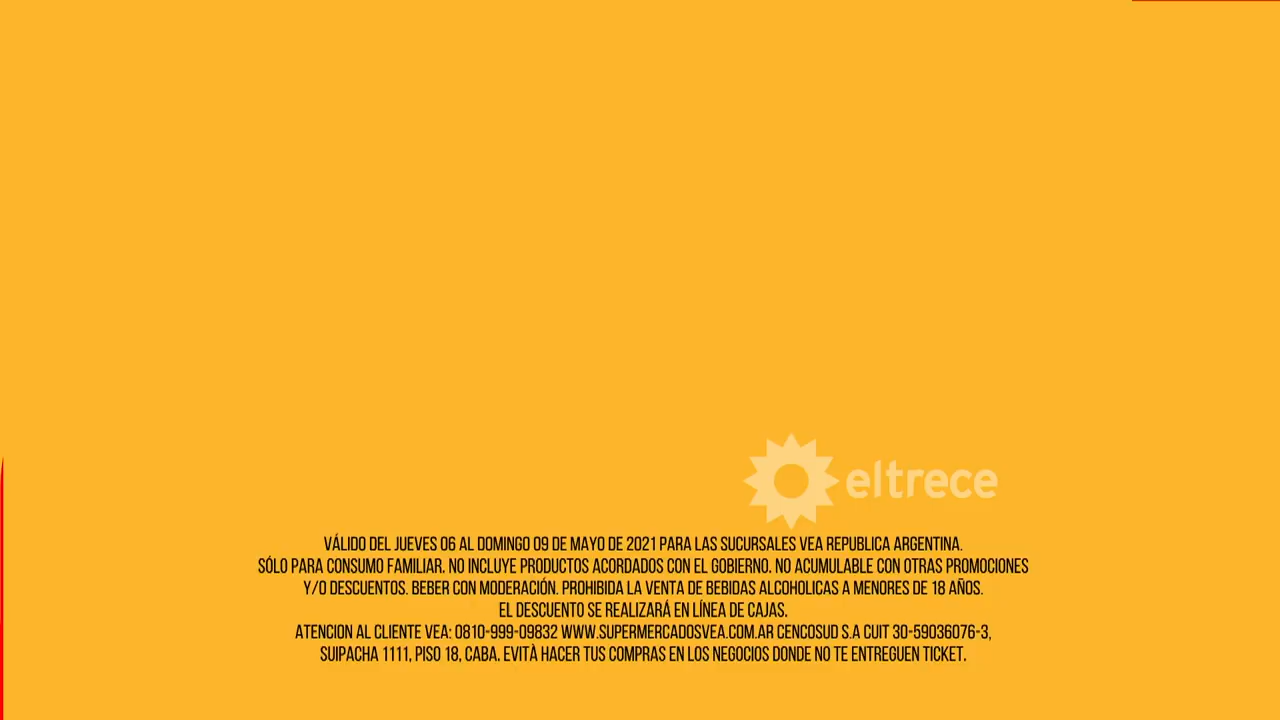 eltrece
VÁLIDO DEL JUEVES 06 AL DOMINGO 09 DE MAYO DE 2021 PARA LAS SUCURSALES VEA REPUBLICA ARGENTINA.
SÓLO PARA CONSUMO FAMILIAR. NO INCLUYE PRODUCTOS ACORDADOS CON EL GOBIERNO. NO ACUMULABLE CON OTRAS PROMOCIONES
Y/O DESCUENTOS. BEBER CON MODERACIÓN. PROHIBIDA LA VENTA DE BEBIDAS ALCOHOLICAS A MENORES DE 18 AÑOS.
EL DESCUENTO SE REALIZARÁ EN LÍNEA DE CAJAS.
ATENCION AL CLIENTE VEA: 0810-999-09832 WWW.SUPERMERCADOSVEA.COM.AR CENCOSUD S.A CUIT 30-59036076-3,
SUIPACHA 1111, PISO 18, CABA. EVITÀ HACER TUS COMPRAS EN LOS NEGOCIOS DONDE NO TE ENTREGUEN TICKET.